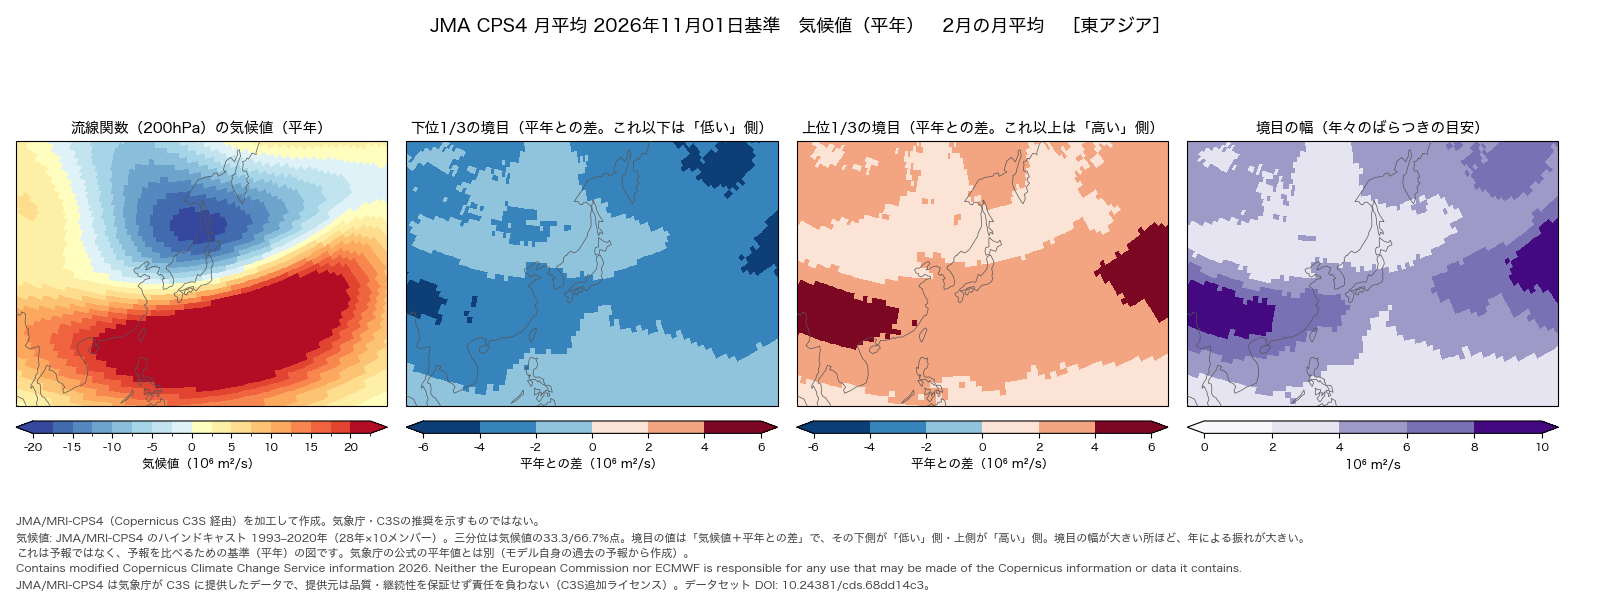 JMA CPS4 月平均 2026年11月01日基準　気候値（平年）　2月の月平均　［東アジア］
流線関数（200hPa）の気候値（平年）
下位1/3の境目（平年との差。これ以下は「低い」側）
上位1/3の境目（平年との差。これ以上は「高い」側）
境目の幅（年々のばらつきの目安）
-20 -15 -10 -5 0 5 10 15 20
気候値（10⁶ m²/s）
-6 -4 -2 0 2 4 6
平年との差（10⁶ m²/s）
-6 -4 -2 0 2 4 6
平年との差（10⁶ m²/s）
0 2 4 6 8 10
10⁶ m²/s
JMA/MRI-CPS4（Copernicus C3S 経由）を加工して作成。気象庁・C3Sの推奨を示すものではない。
気候値: JMA/MRI-CPS4 のハインドキャスト 1993–2020年（28年×10メンバー）。三分位は気候値の33.3/66.7%点。境目の値は「気候値＋平年との差」で、その下側が「低い」側・上側が「高い」側。境目の幅が大きい所ほど、年による振れが大きい。
これは予報ではなく、予報を比べるための基準（平年）の図です。気象庁の公式の平年値とは別（モデル自身の過去の予報から作成）。
Contains modified Copernicus Climate Change Service information 2026. Neither the European Commission nor ECMWF is responsible for any use that may be made of the Copernicus information or data it contains.
JMA/MRI-CPS4 は気象庁が C3S に提供したデータで、提供元は品質・継続性を保証せず責任を負わない（C3S追加ライセンス）。データセット DOI: 10.24381/cds.68dd14c3。